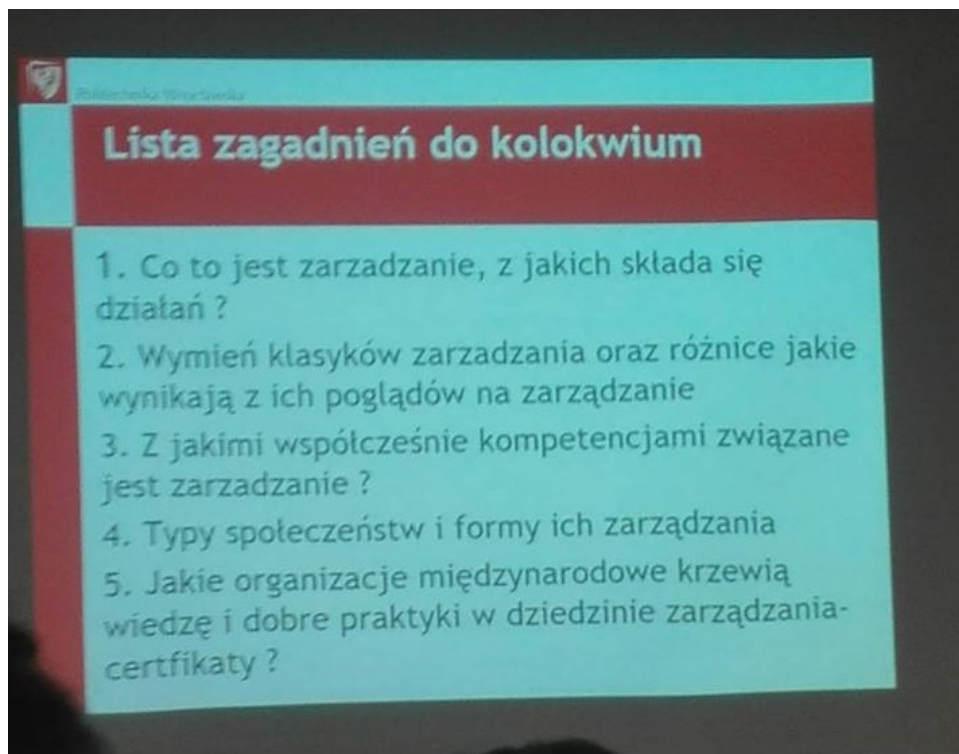 Politechnika Wrocławska
Lista zagadnień do kolokwium
1. Co to jest zarzadzanie, z jakich składa się
działań ?
2. Wymień klasyków zarzadzania oraz różnice jakie
wynikają z ich poglądów na zarządzanie
3. Z jakimi współcześnie kompetencjami związane
jest zarzadzanie ?
4. Typy społeczeństw i formy ich zarządzania
5. Jakie organizacje międzynarodowe krzewią
wiedzę i dobre praktyki w dziedzinie zarządzania-
certfikaty ?